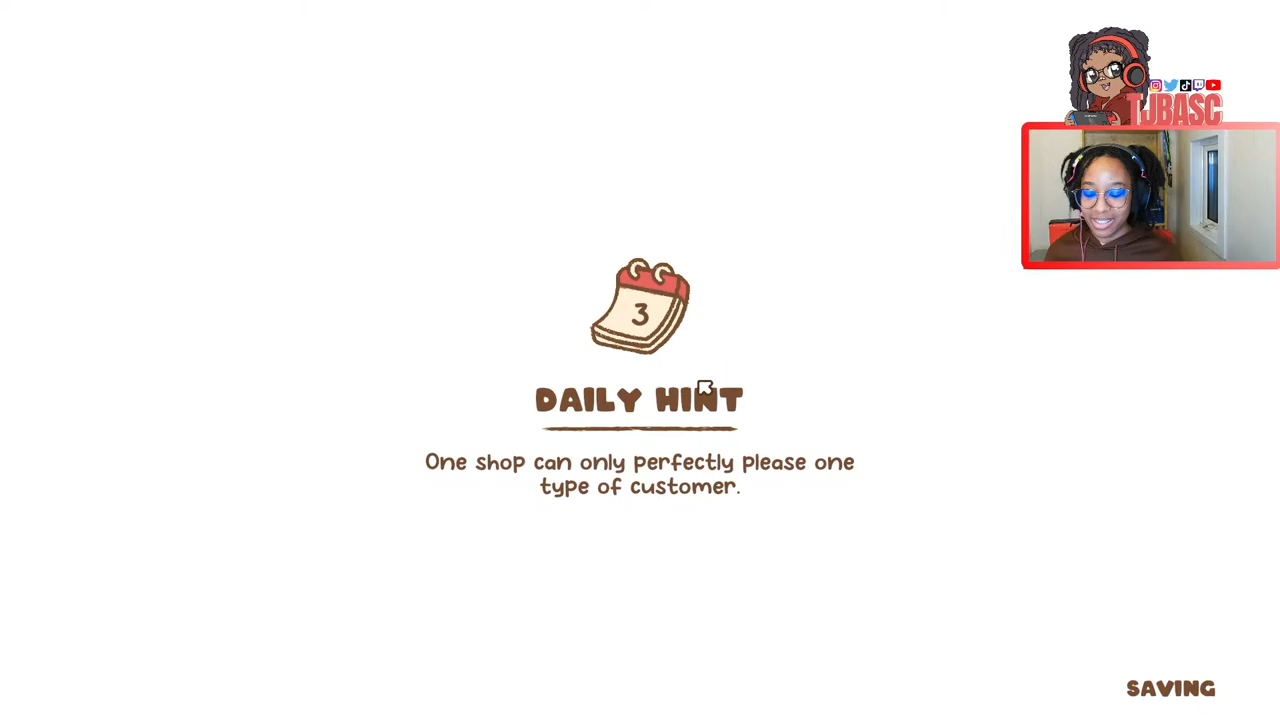 TJBASC
3
DAILY HINT
One shop can only perfectly please one
type of customer.
SAVING